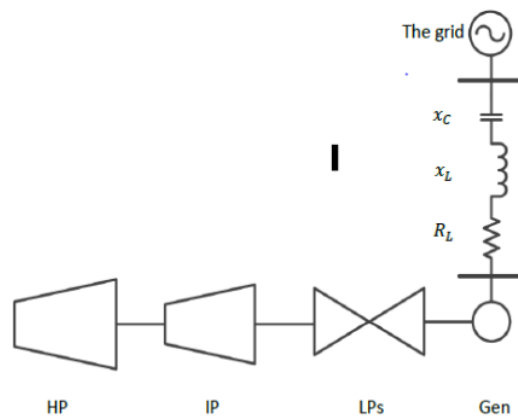 The grid
x_C
x_L
R_L
HP IP LPs Gen